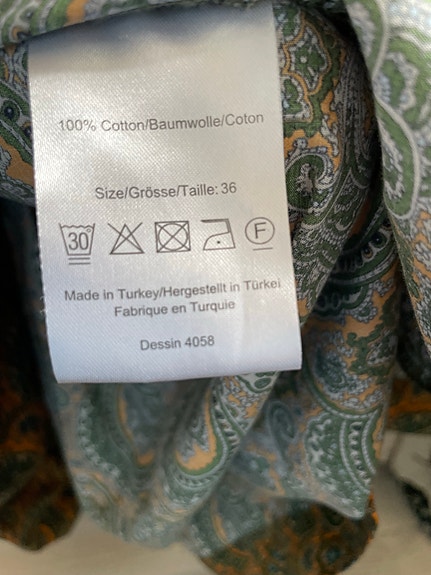 100% Cotton/Baumwolle/Coton
Size/Grösse/Taille: 36
30 F
Made in Turkey/Hergestellt in Türkei
Fabrique en Turquie
Dessin 4058